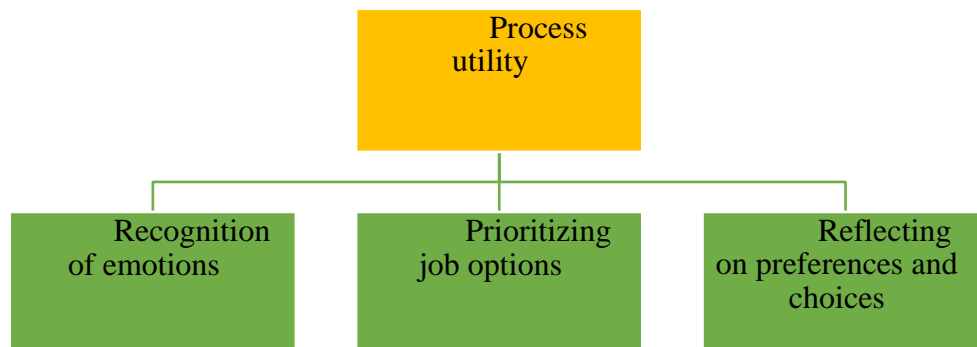 Process
utility
Recognition
of emotions
Prioritizing
job options
Reflecting
on preferences and
choices